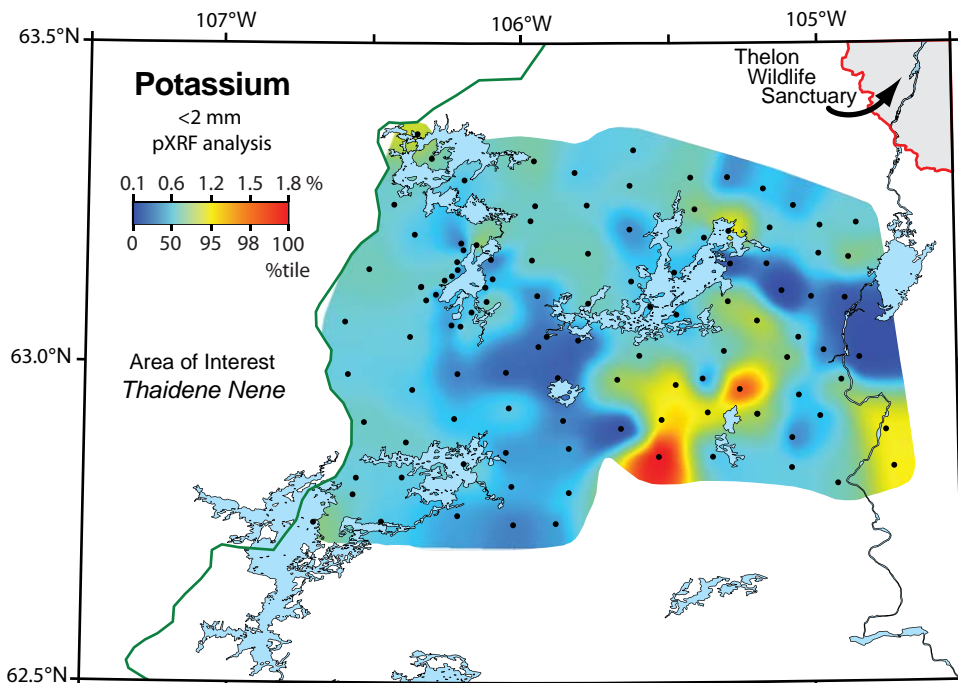 107°W 106°W 105°W
63.5°N
Thelon
Wildlife
Sanctuary
Potassium
<2 mm
pXRF analysis
0.1 0.6 1.2 1.5 1.8 %
0 50 95 98 100
%tile
63.0°N
Area of Interest
Thaidene Nene
62.5°N